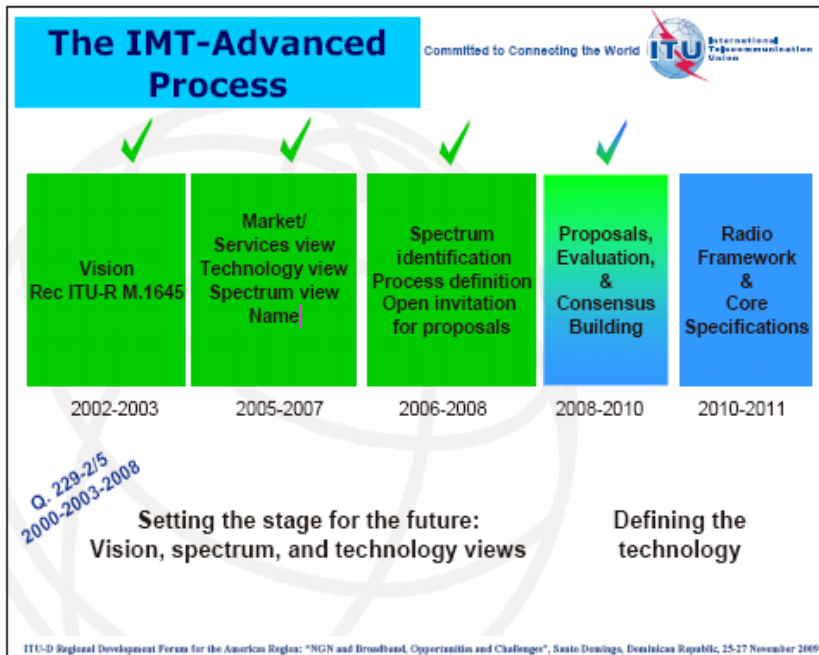 The IMT-Advanced
Process
Committed to Connecting the World
ITU
International
Telecommunication
Union
Vision
Rec ITU-R M.1645
Market/
Services view
Technology view
Spectrum view
Name
Spectrum
identification
Process definition
Open invitation
for proposals
Proposals,
Evaluation,
&
Consensus
Building
Radio
Framework
&
Core
Specifications
2002-2003
2005-2007
2006-2008
2008-2010
2010-2011
Q. 229-2/5
2000-2003-2008
Setting the stage for the future:
Vision, spectrum, and technology views
Defining the
technology
ITU-D Regional Development Forum for the Americas Region: "NGN and Broadband, Opportunities and Challenges", Santo Domingo, Dominican Republic, 25-27 November 2009